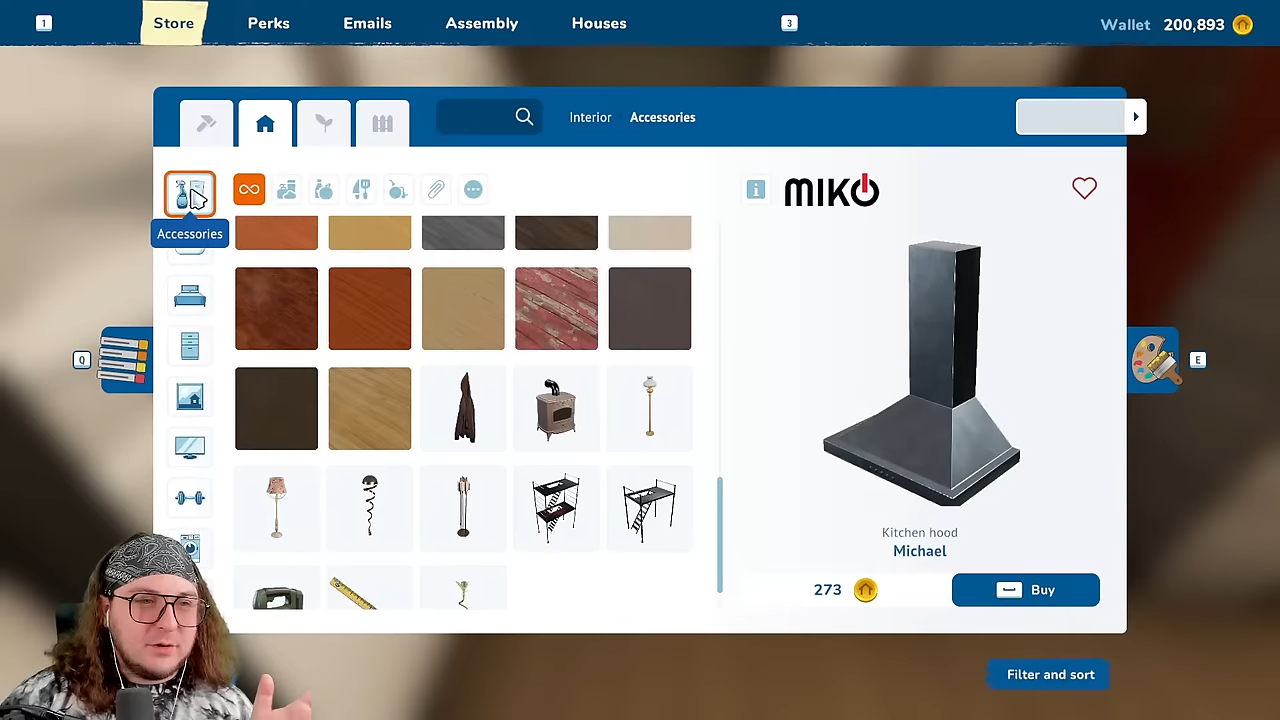 1 Store Perks Emails Assembly Houses 3 Wallet 200,893
Interior Accessories
MIKO
Accessories
Q
E
Kitchen hood
Michael
273 Buy
Filter and sort